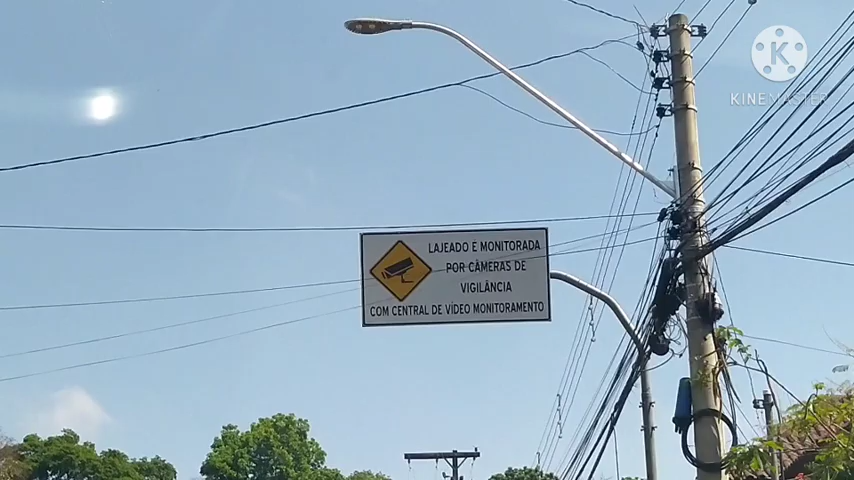 K
KINEMASTER
LAJEADO E MONITORADA
POR CÂMERAS DE
VIGILÂNCIA
COM CENTRAL DE VÍDEO MONITORAMENTO